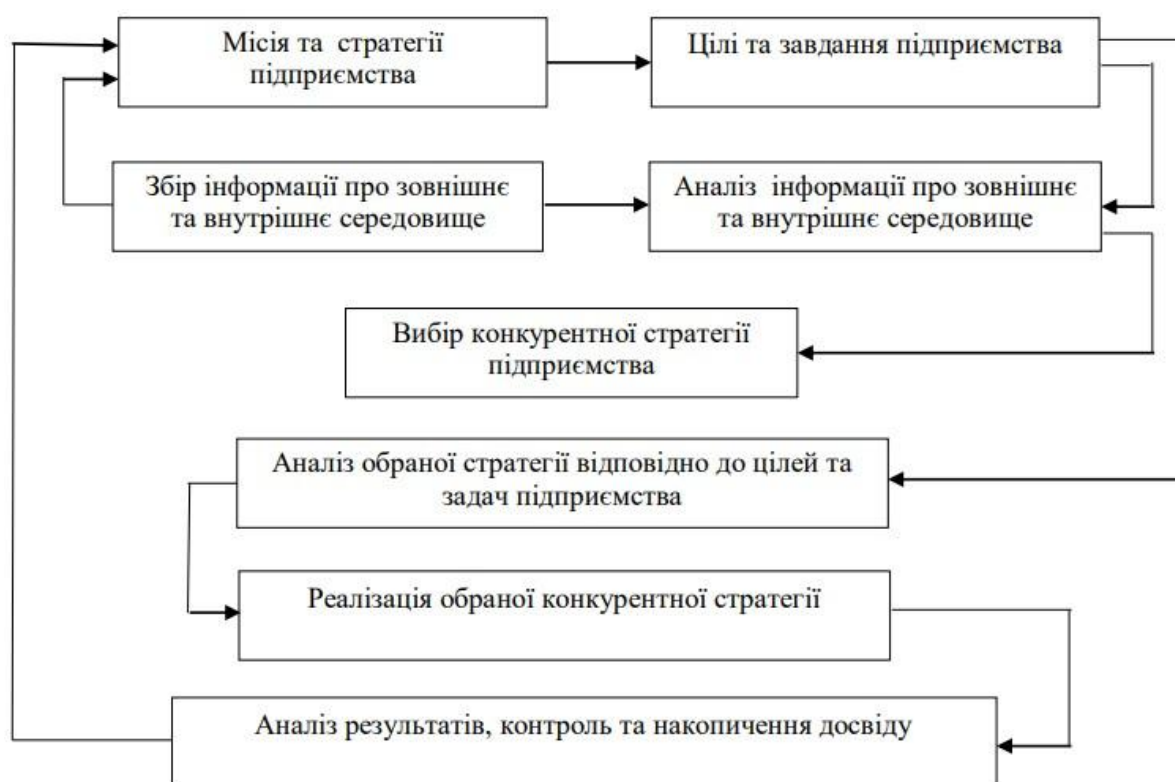 Місія та стратегії
підприємства
Цілі та завдання підприємства
Збір інформації про зовнішнє
та внутрішнє середовище
Аналіз інформації про зовнішнє
та внутрішнє середовище
Вибір конкурентної стратегії
підприємства
Аналіз обраної стратегії відповідно до цілей та
задач підприємства
Реалізація обраної конкурентної стратегії
Аналіз результатів, контроль та накопичення досвіду